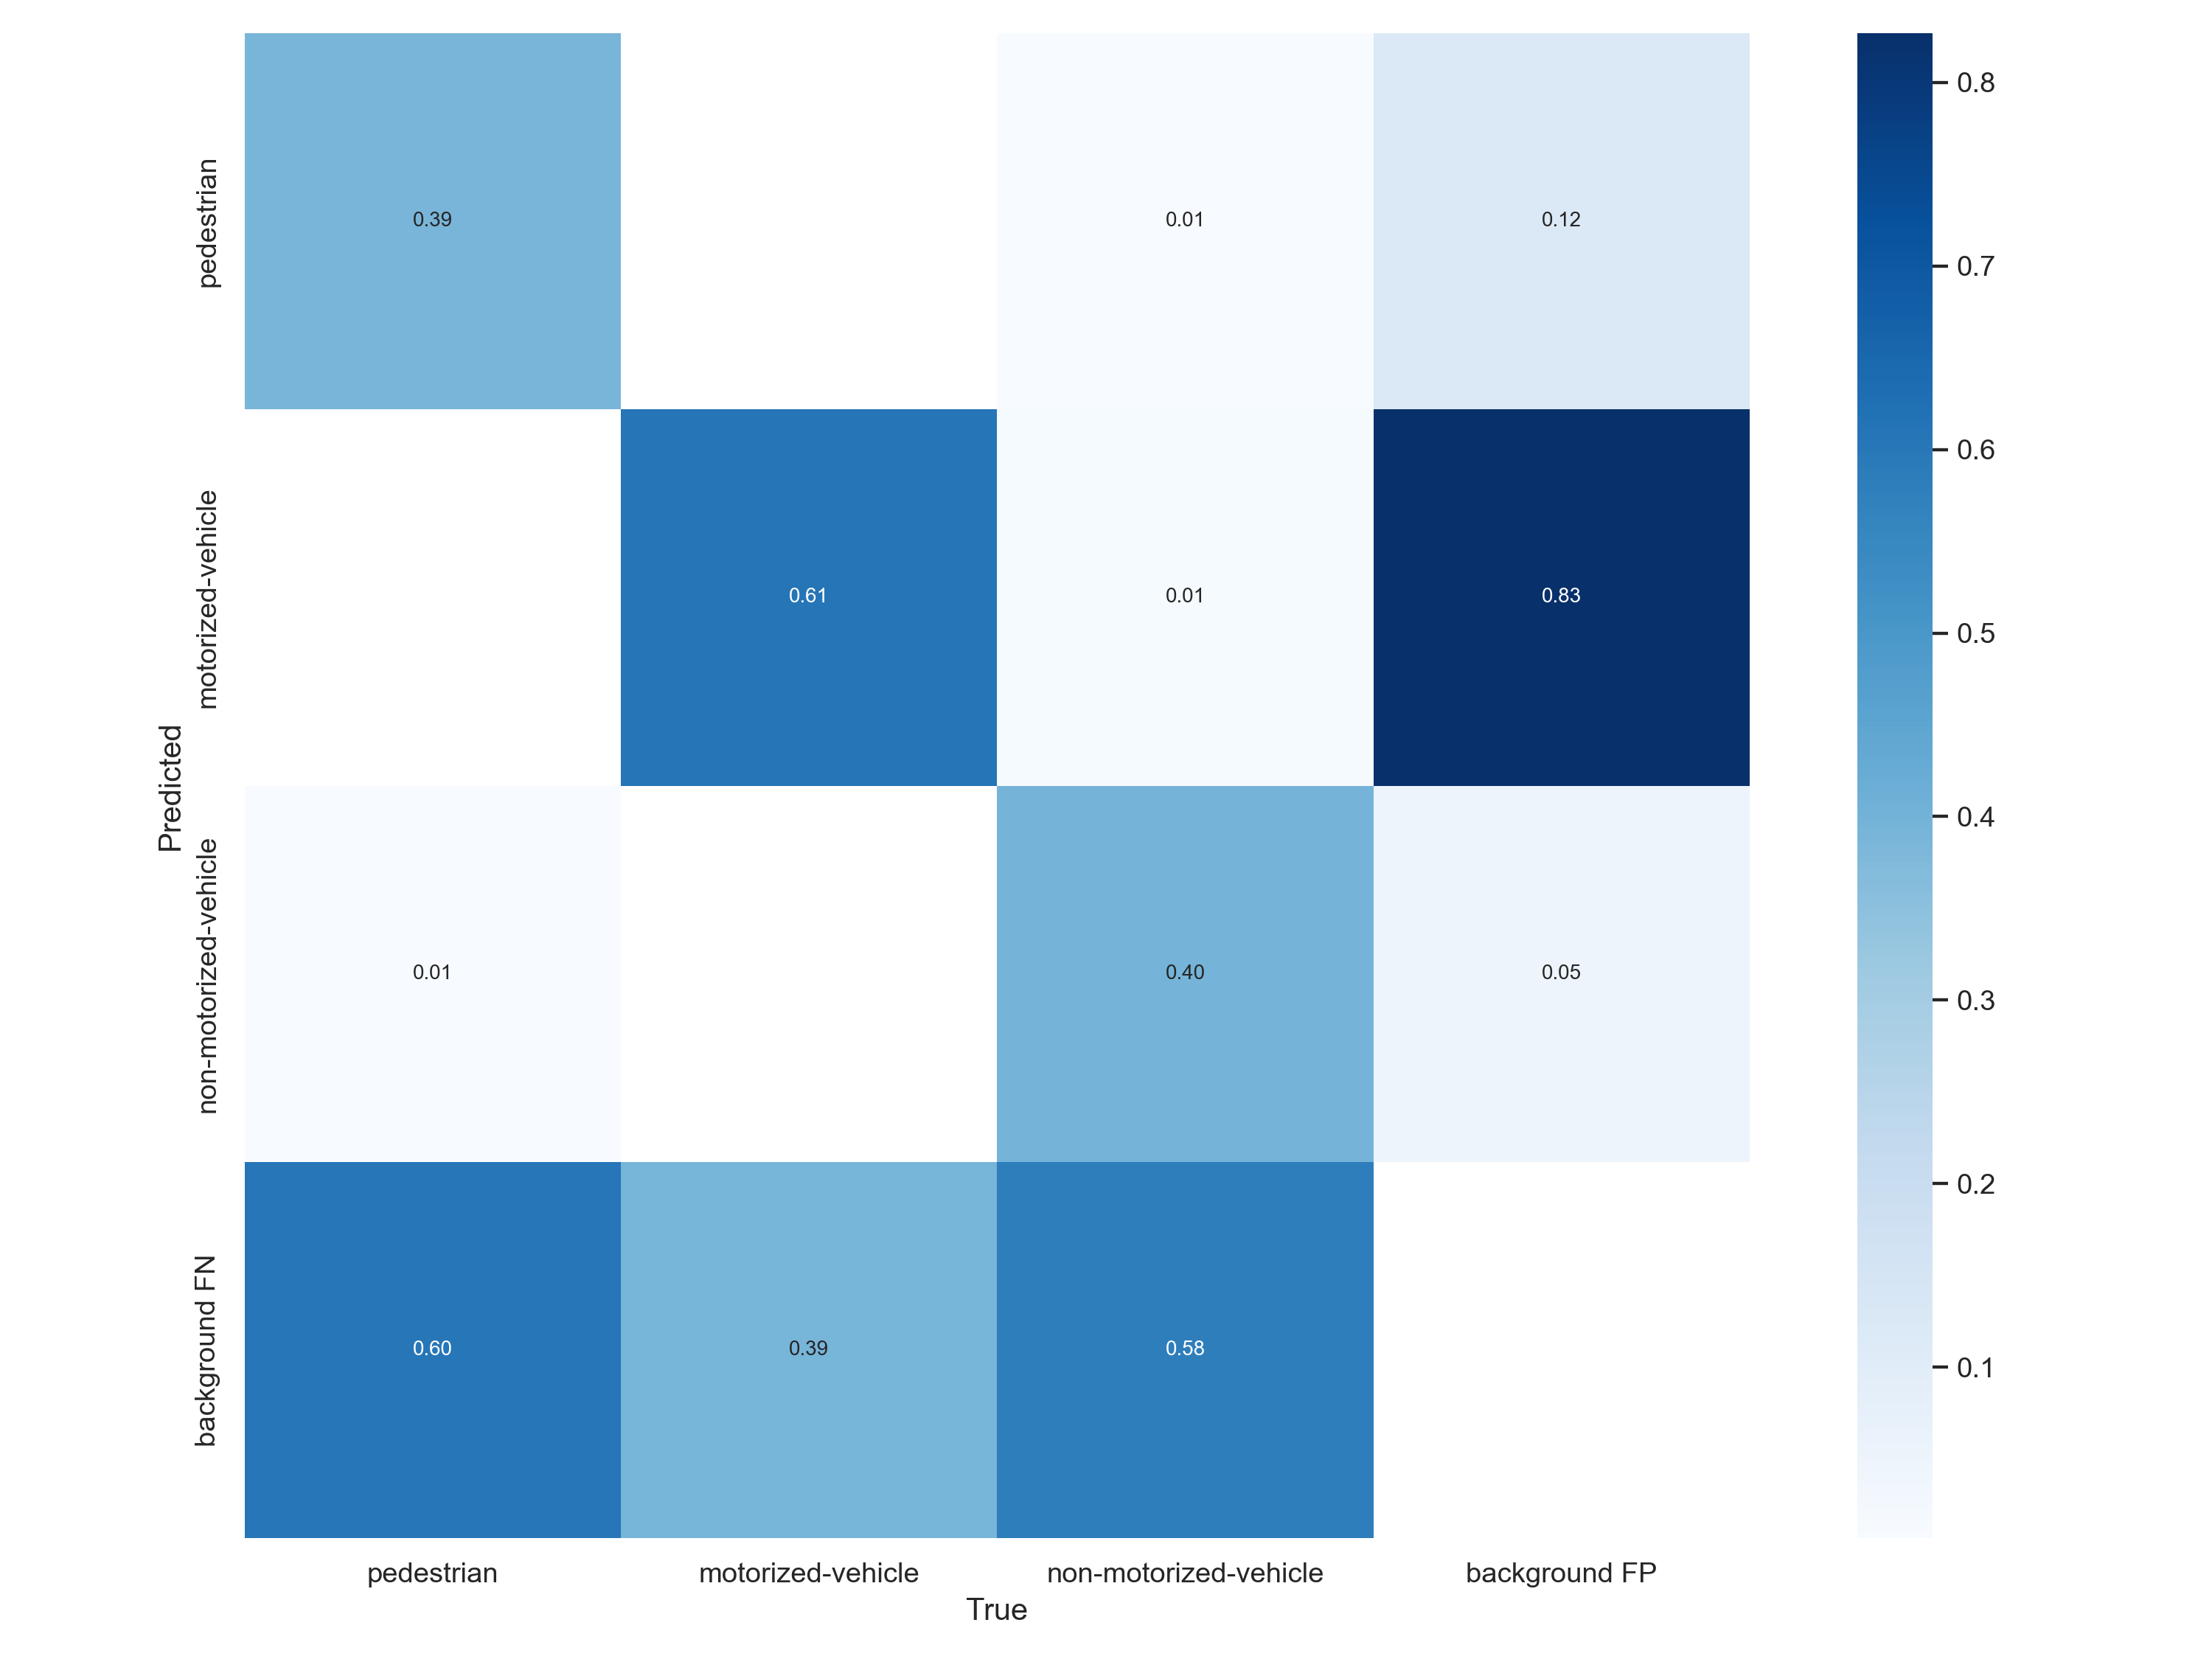 pedestrian
0.39
0.01
0.12
motorized-vehicle
0.61
0.01
0.83
non-motorized-vehicle
0.01
0.40
0.05
background FN
0.60
0.39
0.58
Predicted
pedestrian
motorized-vehicle
non-motorized-vehicle
background FP
True
0.8
0.7
0.6
0.5
0.4
0.3
0.2
0.1